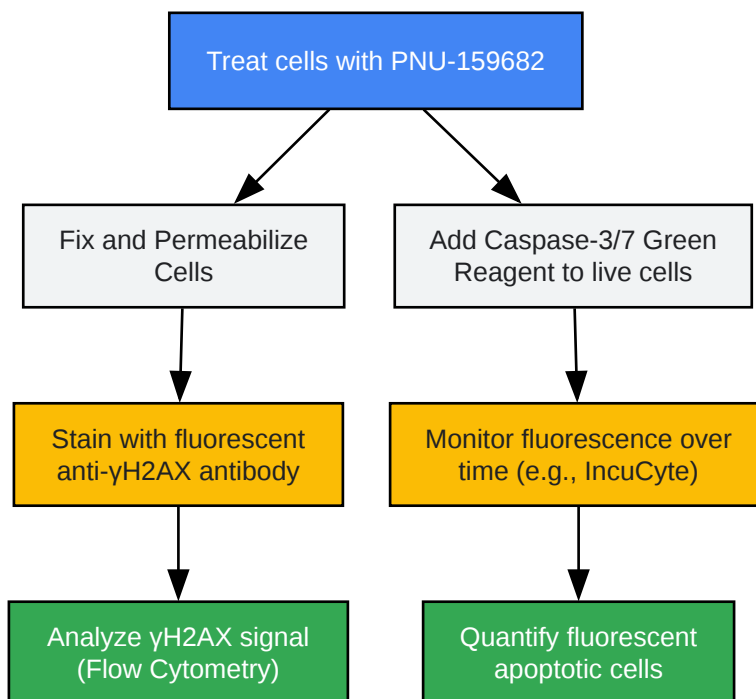 Treat cells with PNU-159682
Fix and Permeabilize
Cells
Add Caspase-3/7 Green
Reagent to live cells
Stain with fluorescent
anti-γH2AX antibody
Monitor fluorescence over
time (e.g., IncuCyte)
Analyze γH2AX signal
(Flow Cytometry)
Quantify fluorescent
apoptotic cells